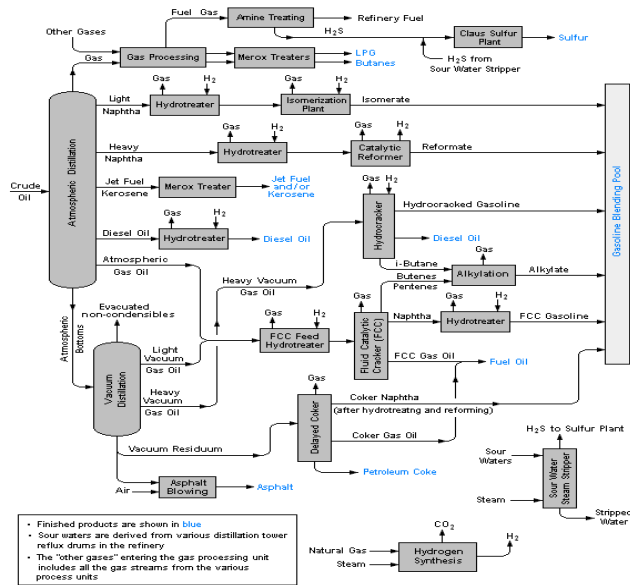 Fuel Gas
Amine Treating
Refinery Fuel
Other Gases
H₂S
Claus Sulfur
Plant
Sulfur
Gas
Gas Processing
Merox Treaters
LPG
Butanes
H₂S from
Sour Water Stripper
Light
Naphtha
Gas
H₂
Hydrotreater
Gas
H₂
Isomerization
Plant
Isomerate
Heavy
Naphtha
Gas
H₂
Hydrotreater
Gas
H₂
Catalytic
Reformer
Reformate
Crude
Oil
Atmospheric Distillation
Jet Fuel
Kerosene
Merox Treater
Jet Fuel
and/or
Kerosene
Gas
H₂
Hydrocracker
Hydrocracked Gasoline
Diesel Oil
Gasoline Blending Pool
Diesel Oil
Gas
H₂
Hydrotreater
Diesel Oil
Atmospheric
Gas Oil
i-Butane
Butenes
Pentenes
Gas
Alkylation
Alkylate
Heavy Vacuum
Gas Oil
Atmospheric
Bottoms
Evacuated
non-condensibles
Gas
H₂
FCC Feed
Hydrotreater
Gas
Fluid Catalytic
Cracker (FCC)
Naphtha
Gas
H₂
Hydrotreater
FCC Gasoline
FCC Gas Oil
Fuel Oil
Vacuum
Distillation
Light
Vacuum
Gas Oil
Heavy
Vacuum
Gas Oil
Gas
Delayed Coker
Coker Naphtha
(after hydrotreatng and reforming)
Coker Gas Oil
Petroleum Coke
Vacuum Residuum
Air
Asphalt
Blowing
Asphalt
H₂S to Sulfur Plant
Sour
Waters
Steam
Sour Water
Steam Stripper
Stripped
Water
CO₂
H₂
Natural Gas
Steam
Hydrogen
Synthesis
• Finished products are shown in blue
• Sour waters are derived from various distillation tower
reflux drums in the refinery
• The "other gases" entering the gas processing unit
includes all the gas streams from the various
process units